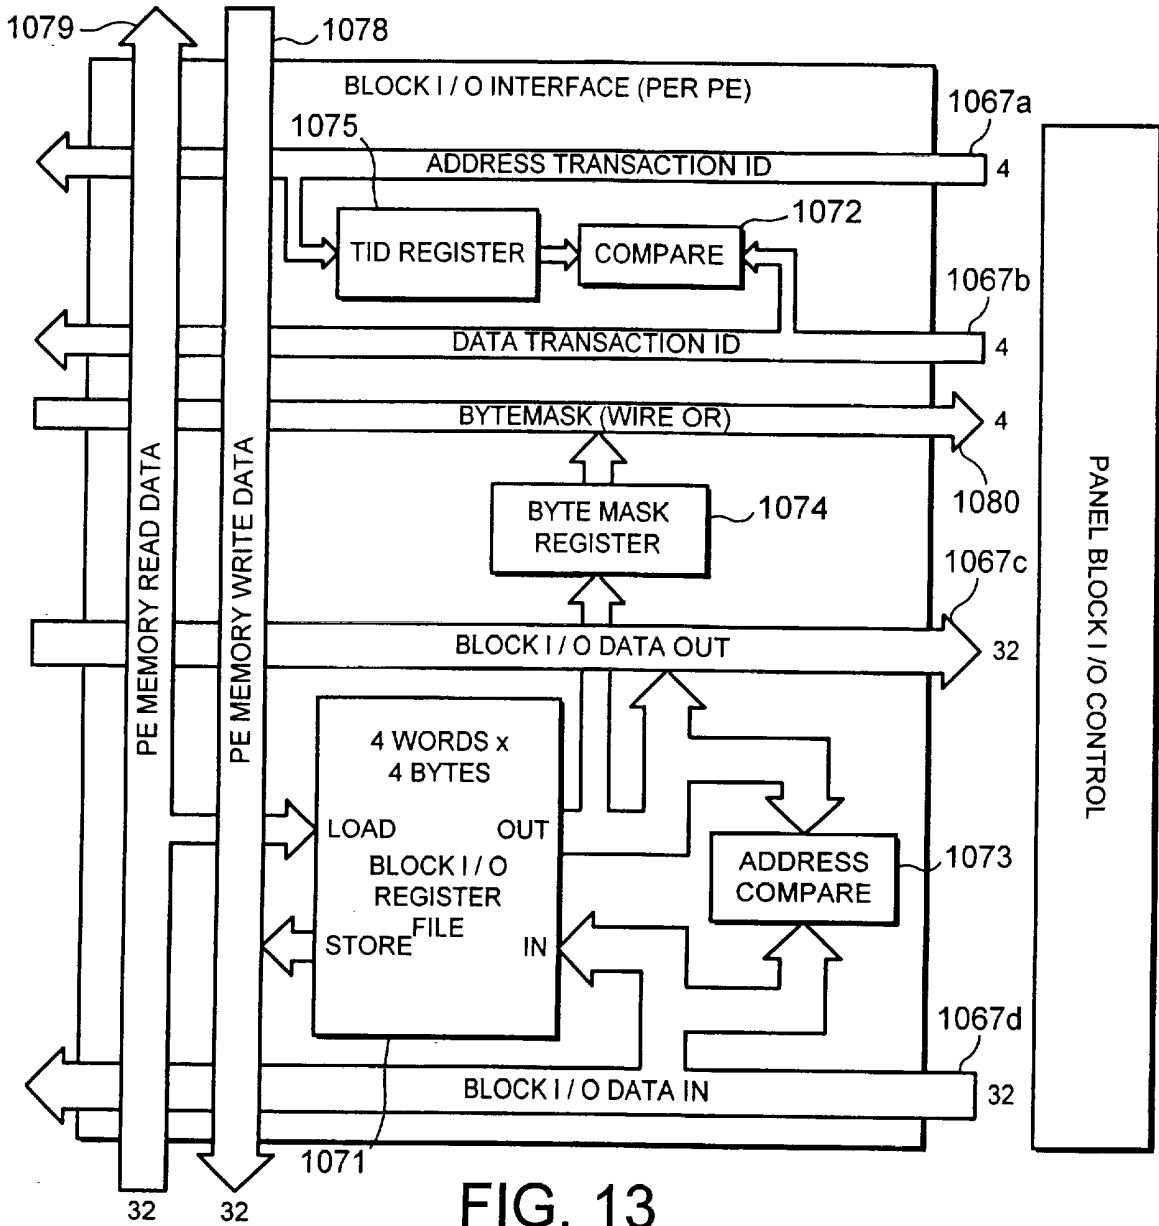 1079
1078
BLOCK I / O INTERFACE (PER PE)
1067a
1075
ADDRESS TRANSACTION ID
4
1072
TID REGISTER
COMPARE
1067b
DATA TRANSACTION ID
4
BYTEMASK (WIRE OR)
4
1080
BYTE MASK
REGISTER
1074
1067c
BLOCK I / O DATA OUT
32
PE MEMORY READ DATA
PE MEMORY WRITE DATA
PANEL BLOCK I / O CONTROL
4 WORDS x
4 BYTES
LOAD
OUT
BLOCK I / O
REGISTER
FILE
STORE
IN
ADDRESS
COMPARE
1073
1067d
BLOCK I / O DATA IN
32
1071
32
32
FIG. 13